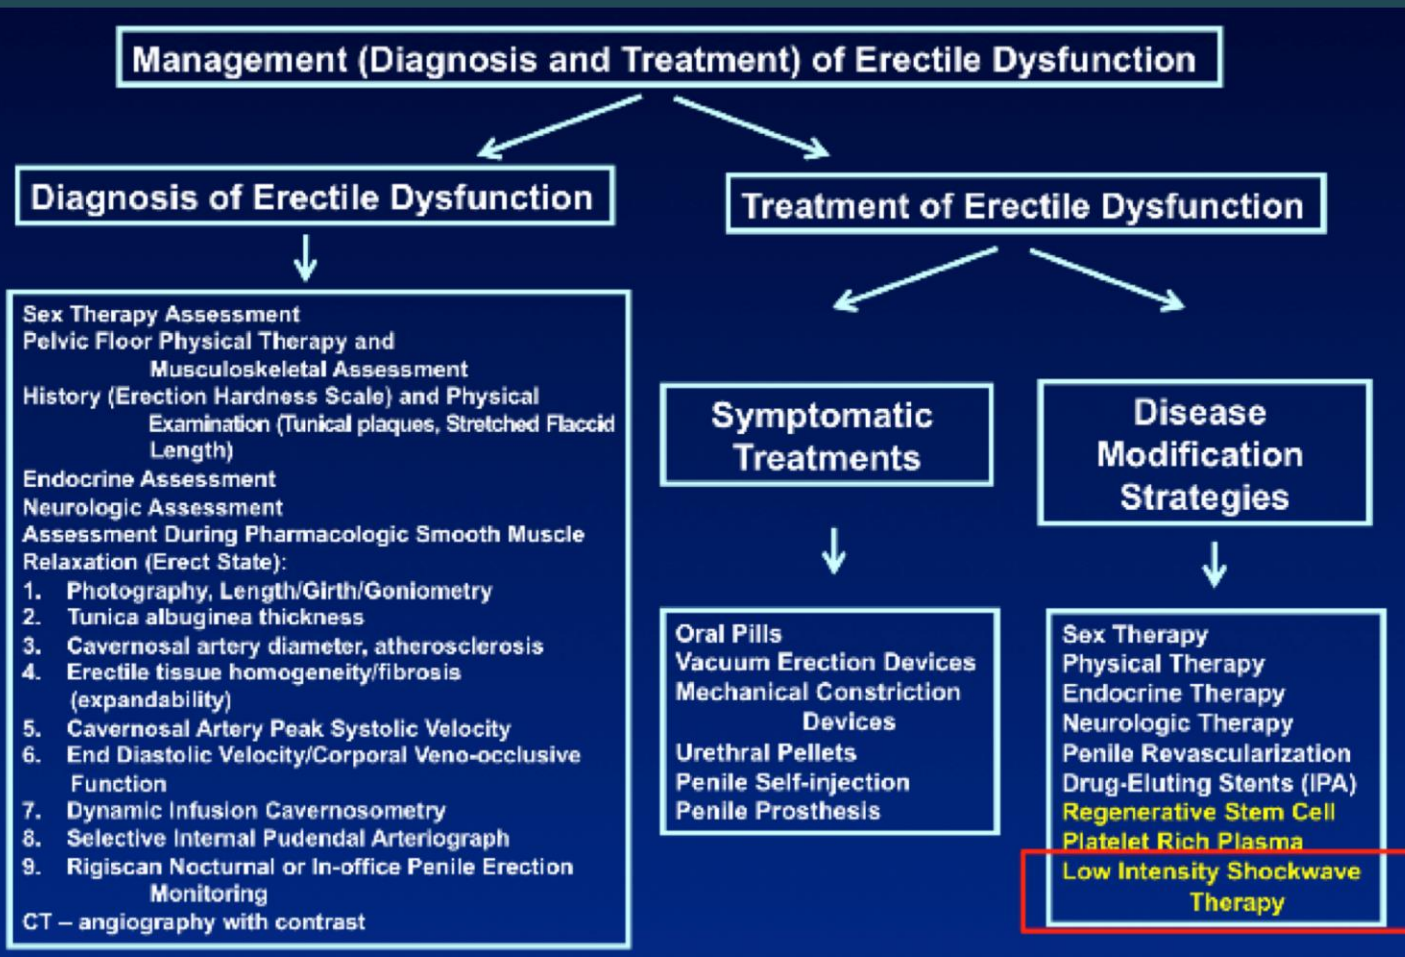 Management (Diagnosis and Treatment) of Erectile Dysfunction
Diagnosis of Erectile Dysfunction
Sex Therapy Assessment
Pelvic Floor Physical Therapy and
Musculoskeletal Assessment
History (Erection Hardness Scale) and Physical
Examination (Tunical plaques, Stretched Flaccid
Length)
Endocrine Assessment
Neurologic Assessment
Assessment During Pharmacologic Smooth Muscle
Relaxation (Erect State):
1. Photography, Length/Girth/Goniometry
2. Tunica albuginea thickness
3. Cavernosal artery diameter, atherosclerosis
4. Erectile tissue homogeneity/fibrosis
(expandability)
5. Cavernosal Artery Peak Systolic Velocity
6. End Diastolic Velocity/Corporal Veno-occlusive
Function
7. Dynamic Infusion Cavernosometry
8. Selective Internal Pudendal Arteriograph
9. Rigiscan Nocturnal or In-office Penile Erection
Monitoring
CT – angiography with contrast
Treatment of Erectile Dysfunction
Symptomatic
Treatments
Oral Pills
Vacuum Erection Devices
Mechanical Constriction
Devices
Urethral Pellets
Penile Self-injection
Penile Prosthesis
Disease
Modification
Strategies
Sex Therapy
Physical Therapy
Endocrine Therapy
Neurologic Therapy
Penile Revascularization
Drug-Eluting Stents (IPA)
Regenerative Stem Cell
Platelet Rich Plasma
Low Intensity Shockwave
Therapy